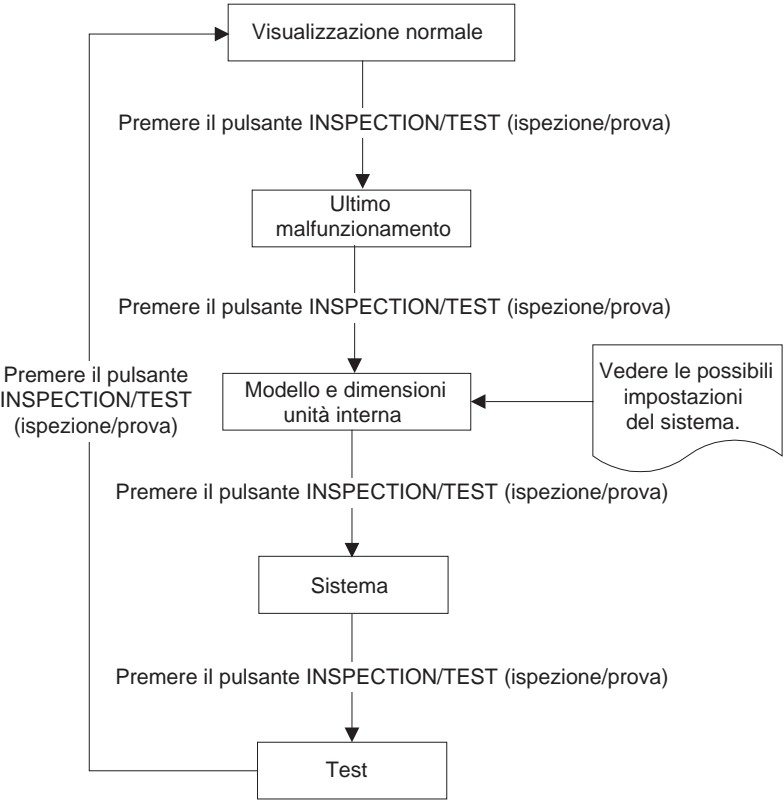 Visualizzazione normale
Premere il pulsante INSPECTION/TEST (ispezione/prova)
Ultimo
malfunzionamento
Premere il pulsante INSPECTION/TEST (ispezione/prova)
Premere il pulsante
INSPECTION/TEST
(ispezione/prova)
Modello e dimensioni
unità interna
Vedere le possibili
impostazioni
del sistema.
Premere il pulsante INSPECTION/TEST (ispezione/prova)
Sistema
Premere il pulsante INSPECTION/TEST (ispezione/prova)
Test